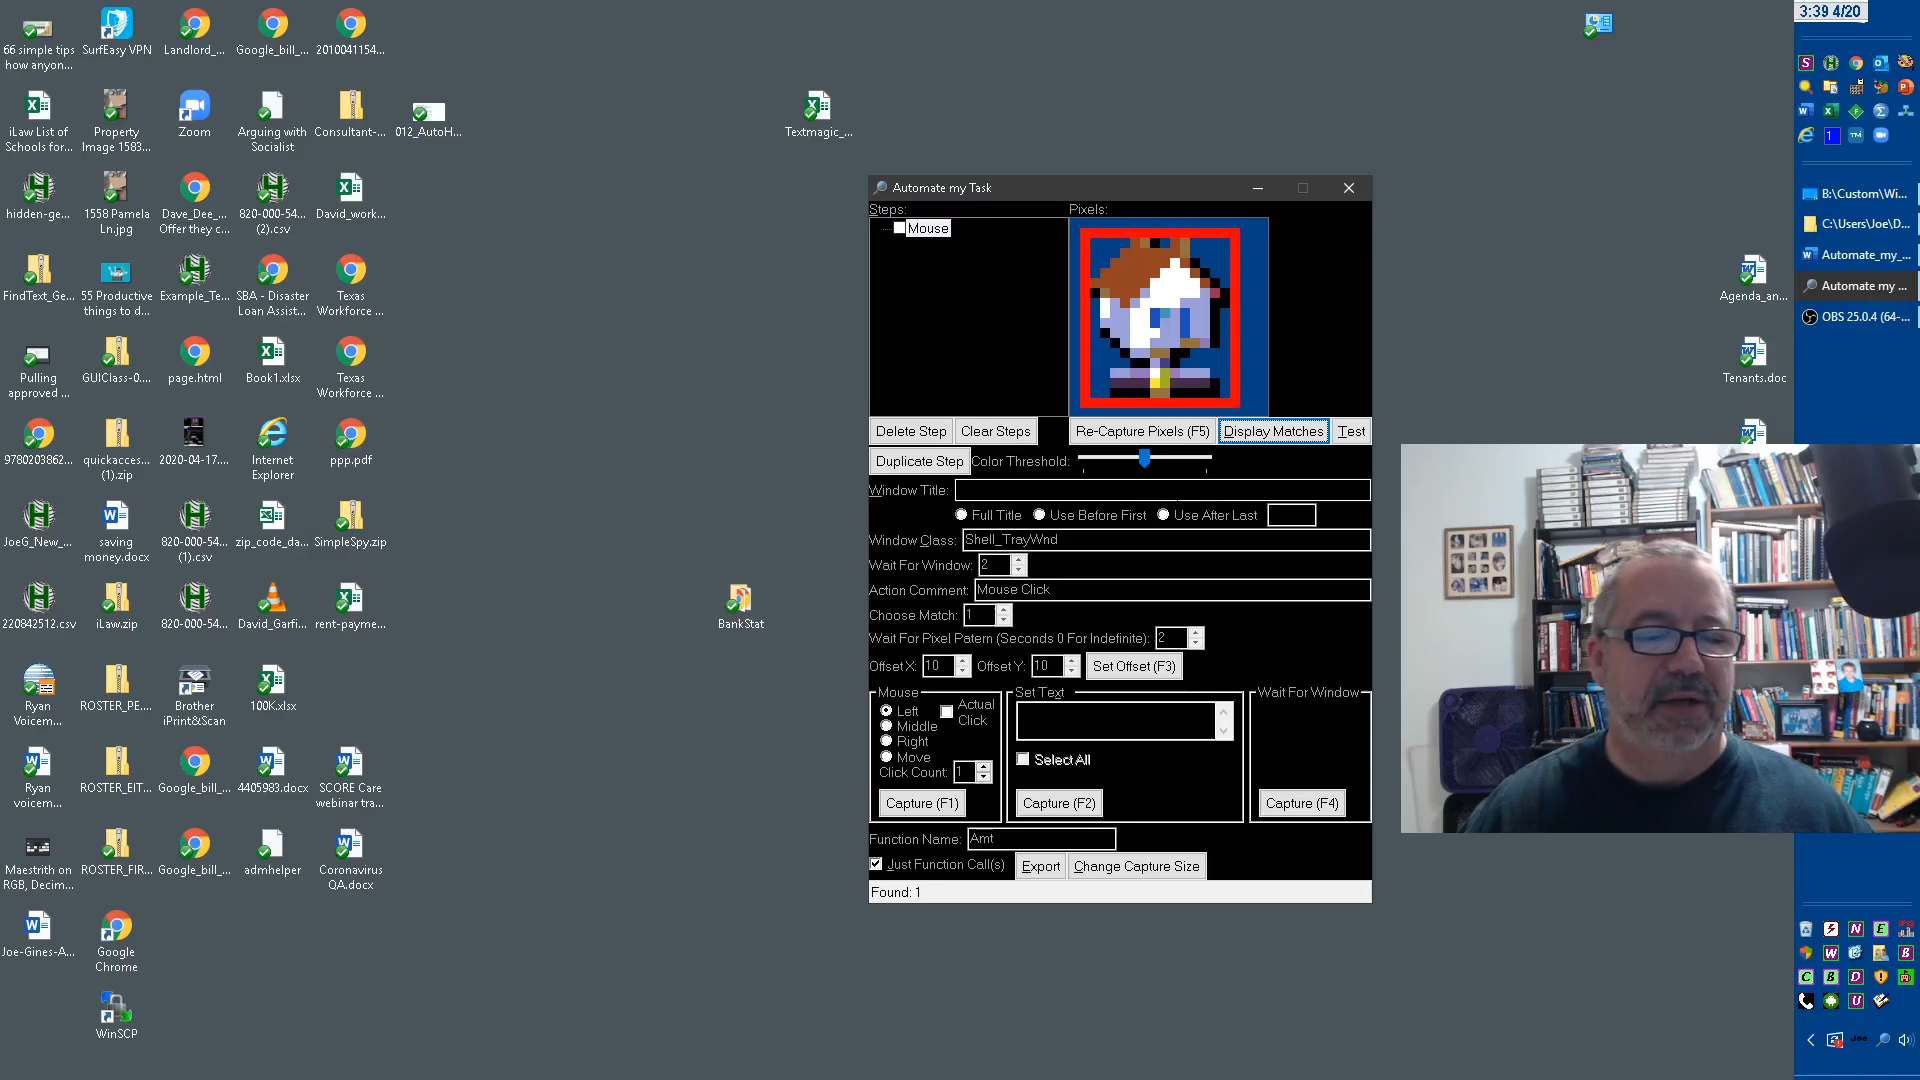 3:39 4/20
66 simple tips
how anyon...
SurfEasy VPN
Landlord_...
Google_bill_...
2010041154...
iLaw List of
Schools for...
Property
Image 1583...
Zoom
Arguing with
Socialist
Consultant-...
012_AutoH...
Textmagic_...
hidden-ge...
1558 Pamela
Ln.jpg
Dave_Dee_...
Offer they c...
820-000-54...
(2).csv
David_work...
FindText_Ge...
55 Productive
things to d...
Example_Te...
SBA - Disaster
Loan Assist...
Texas
Workforce ...
Pulling
approved ...
GUIClass-0....
page.html
Book1.xlsx
Texas
Workforce ...
9780203862...
quickacces...
(1).zip
2020-04-17....
Internet
Explorer
ppp.pdf
JoeG_New_...
saving
money.docx
820-000-54...
(1).csv
zip_code_da...
SimpleSpy.zip
220842512.csv
iLaw.zip
820-000-54...
David_Garfi...
rent-payme...
BankStat
Ryan
Voicem...
ROSTER_PE...
Brother
iPrint&Scan
100K.xlsx
Ryan
voicem...
ROSTER_EIT...
Google_bill_...
4405983.docx
SCORE Care
webinar tra...
Maestrith on
RGB, Decim...
ROSTER_FIR...
Google_bill_...
admhelper
Coronavirus
QA.docx
Joe-Gines-A...
Google
Chrome
WinSCP
Automate my Task
Steps:
Pixels:
Mouse
Delete Step
Clear Steps
Re-Capture Pixels (F5)
Display Matches
Test
Duplicate Step
Color Threshold:
Window Title:
Full Title
Use Before First
Use After Last
Window Class:
Shell_TrayWnd
Wait For Window:
2
Action Comment:
Mouse Click
Choose Match:
1
Wait For Pixel Patern (Seconds 0 For Indefinite):
2
Offset X:
10
Offset Y:
10
Set Offset (F3)
Mouse
Left
Actual
Click
Middle
Right
Move
Click Count:
1
Capture (F1)
Set Text
Select All
Capture (F2)
Wait For Window
Capture (F4)
Function Name:
Amt
Just Function Call(s)
Export
Change Capture Size
Found: 1
Agenda_an...
Tenants.doc
B:\Custom\Wi...
C:\Users\Joe\D...
Automate_my_...
Automate my ...
OBS 25.0.4 (64-...
Joe